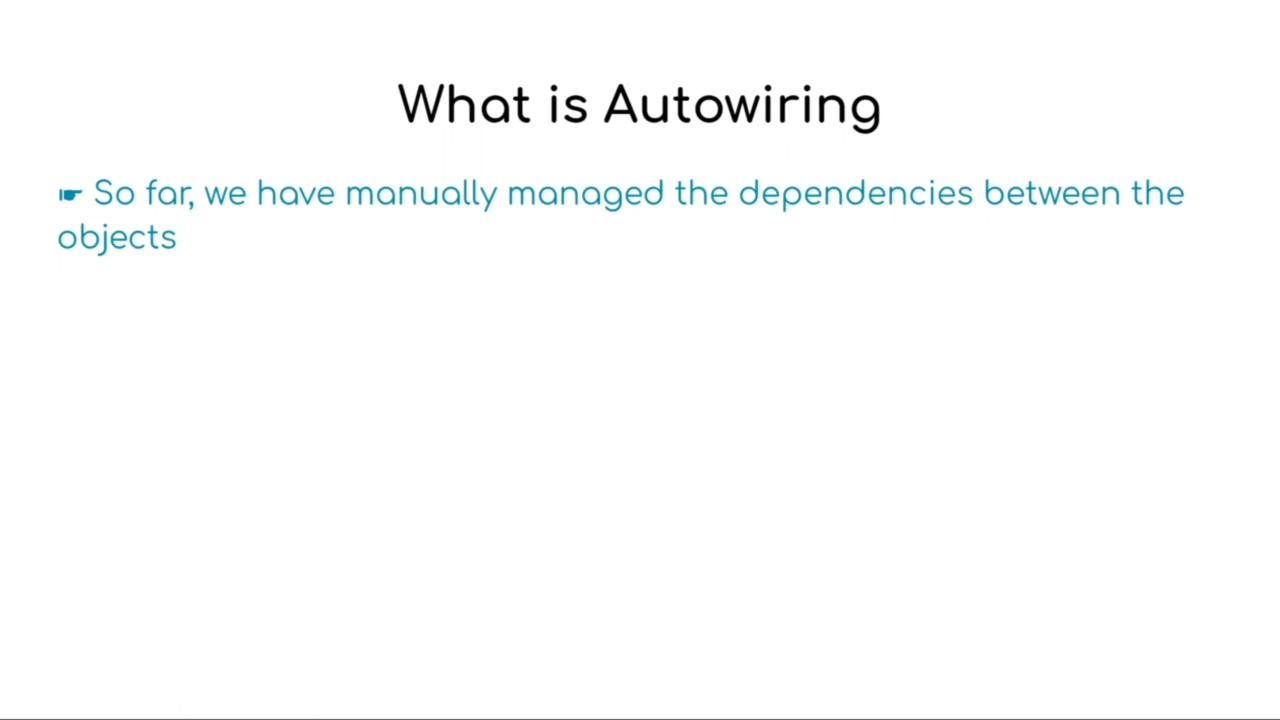 What is Autowiring
☛ So far, we have manually managed the dependencies between the
objects